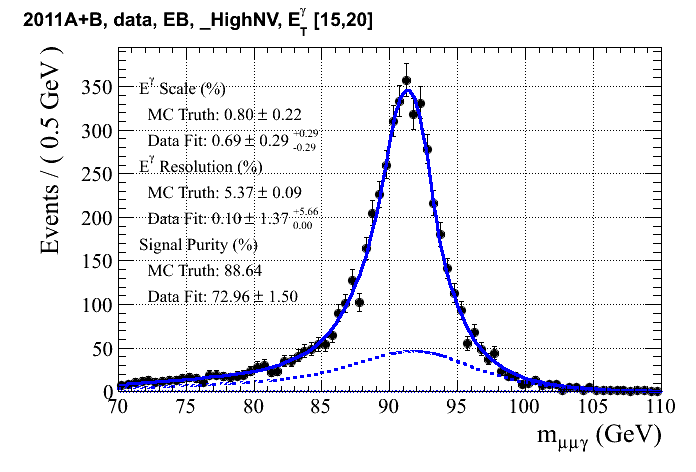 2011A+B, data, EB, _HighNV, E_T^γ [15,20]
Events / ( 0.5 GeV )
350
300
250
200
150
100
50
0
E^γ Scale (%)
MC Truth: 0.80 ± 0.22
Data Fit: 0.69 ± 0.29 +0.29 -0.29
E^γ Resolution (%)
MC Truth: 5.37 ± 0.09
Data Fit: 0.10 ± 1.37 +5.66 0.00
Signal Purity (%)
MC Truth: 88.64
Data Fit: 72.96 ± 1.50
70 75 80 85 90 95 100 105 110
m_μμγ (GeV)